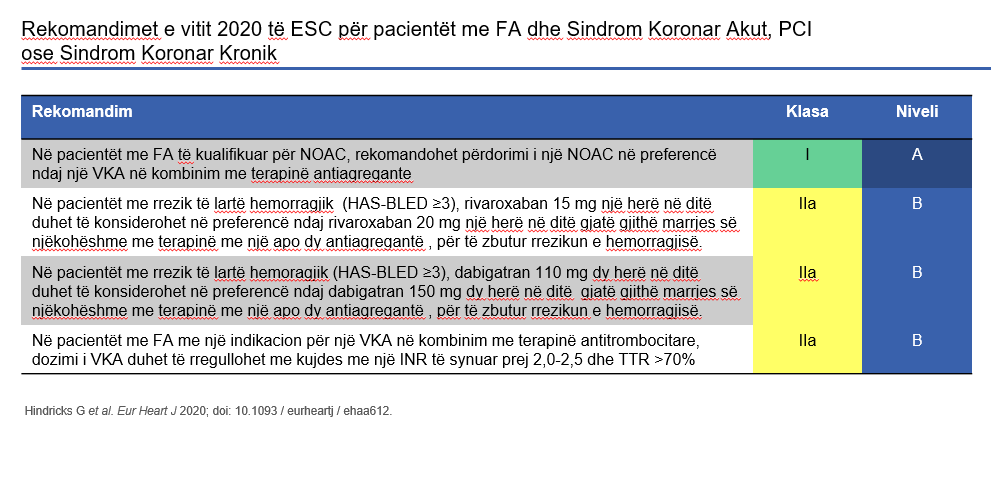 Rekomandimet e vitit 2020 të ESC për pacientët me FA dhe Sindrom Koronar Akut, PCI
ose Sindrom Koronar Kronik
Rekomandim Klasa Niveli
Në pacientët me FA të kualifikuar për NOAC, rekomandohet përdorimi i një NOAC në preferencë I A
ndaj një VKA në kombinim me terapinë antiagregante
Në pacientët me rrezik të lartë hemorragjik (HAS-BLED ≥3), rivaroxaban 15 mg një herë në ditë IIa B
duhet të konsiderohet në preferencë ndaj rivaroxaban 20 mg një herë në ditë gjatë gjithë marrjes së
njëkohëshme me terapinë me një apo dy antiagregantë , për të zbutur rrezikun e hemorragjisë.
Në pacientët me rrezik të lartë hemoragjik (HAS-BLED ≥3), dabigatran 110 mg dy herë në ditë IIa B
duhet të konsiderohet në preferencë ndaj dabigatran 150 mg dy herë në ditë gjatë gjithë marrjes së
njëkohëshme me terapinë me një apo dy antiagregantë , për të zbutur rrezikun e hemorragjisë.
Në pacientët me FA me një indikacion për një VKA në kombinim me terapinë antitrombocitare, IIa B
dozimi i VKA duhet të rregullohet me kujdes me një INR të synuar prej 2,0-2,5 dhe TTR >70%
Hindricks G et al. Eur Heart J 2020; doi: 10.1093 / eurheartj / ehaa612.